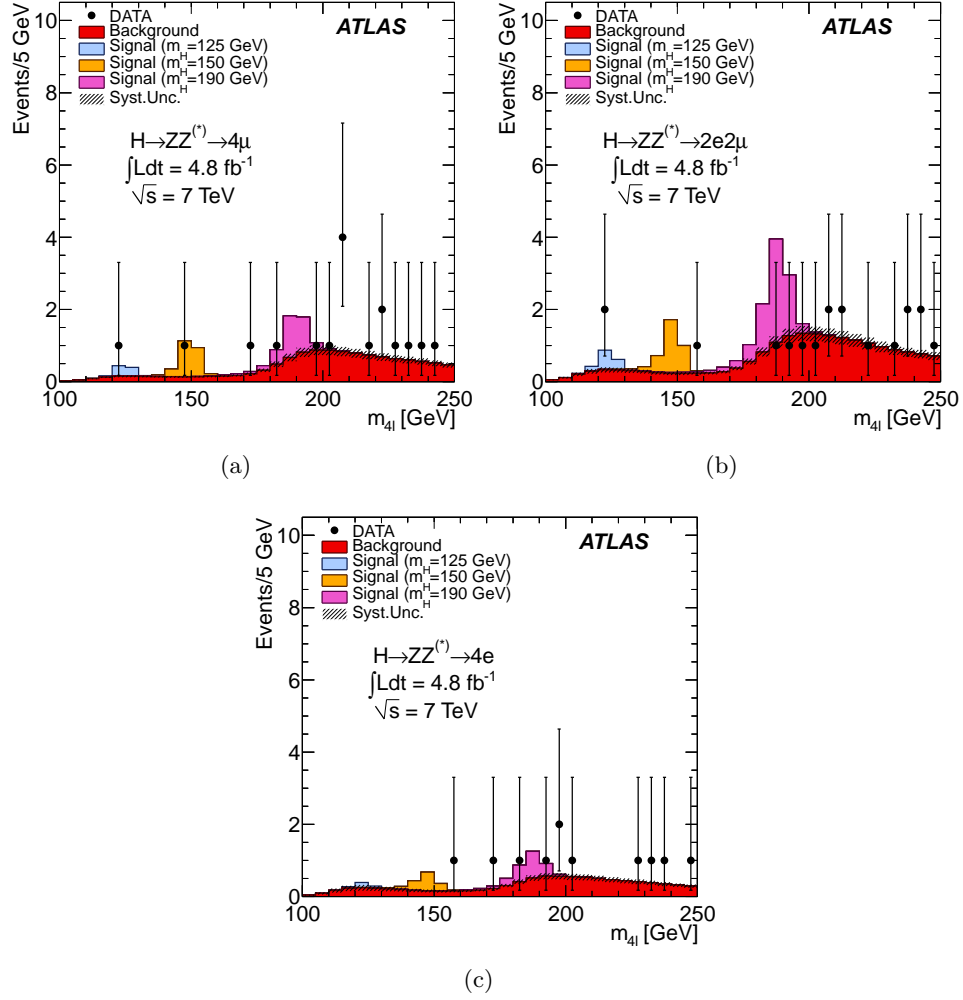 Events/5 GeV
10
8
6
4
2
0
DATA
Background
Signal (m_H=125 GeV)
Signal (m_H=150 GeV)
Signal (m_H=190 GeV)
Syst.Unc.
ATLAS
H→ZZ^(*)→4μ
∫Ldt = 4.8 fb^-1
√s = 7 TeV
100 150 200 250
m_4l [GeV]
(a)
Events/5 GeV
10
8
6
4
2
0
DATA
Background
Signal (m_H=125 GeV)
Signal (m_H=150 GeV)
Signal (m_H=190 GeV)
Syst.Unc.
ATLAS
H→ZZ^(*)→2e2μ
∫Ldt = 4.8 fb^-1
√s = 7 TeV
100 150 200 250
m_4l [GeV]
(b)
Events/5 GeV
10
8
6
4
2
0
DATA
Background
Signal (m_H=125 GeV)
Signal (m_H=150 GeV)
Signal (m_H=190 GeV)
Syst.Unc.
ATLAS
H→ZZ^(*)→4e
∫Ldt = 4.8 fb^-1
√s = 7 TeV
100 150 200 250
m_4l [GeV]
(c)